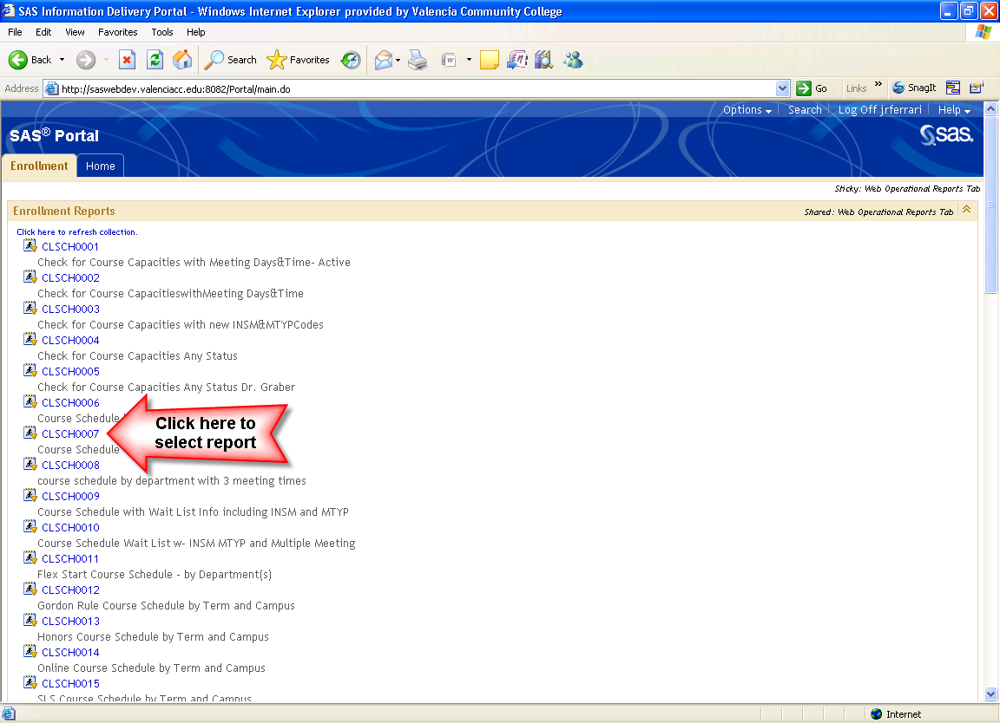 SAS Information Delivery Portal - Windows Internet Explorer provided by Valencia Community College
File Edit View Favorites Tools Help
Back Search Favorites
Address http://saswebdev.valenciacc.edu:8082/Portal/main.do Go Links » SnagIt
Options Search Log Off jrferrari Help
SAS® Portal
sas.
Enrollment Home
Sticky: Web Operational Reports Tab
Enrollment Reports Shared: Web Operational Reports Tab
Click here to refresh collection.
CLSCH0001
Check for Course Capacities with Meeting Days&Time- Active
CLSCH0002
Check for Course CapacitieswithMeeting Days&Time
CLSCH0003
Check for Course Capacities with new INSM&MTYPCodes
CLSCH0004
Check for Course Capacities Any Status
CLSCH0005
Check for Course Capacities Any Status Dr. Graber
CLSCH0006
Course Schedule
CLSCH0007
Course Schedule
Click here to
select report
CLSCH0008
course schedule by department with 3 meeting times
CLSCH0009
Course Schedule with Wait List Info including INSM and MTYP
CLSCH0010
Course Schedule Wait List w- INSM MTYP and Multiple Meeting
CLSCH0011
Flex Start Course Schedule - by Department(s)
CLSCH0012
Gordon Rule Course Schedule by Term and Campus
CLSCH0013
Honors Course Schedule by Term and Campus
CLSCH0014
Online Course Schedule by Term and Campus
CLSCH0015
SLS Course Schedule by Term and Campus
Internet